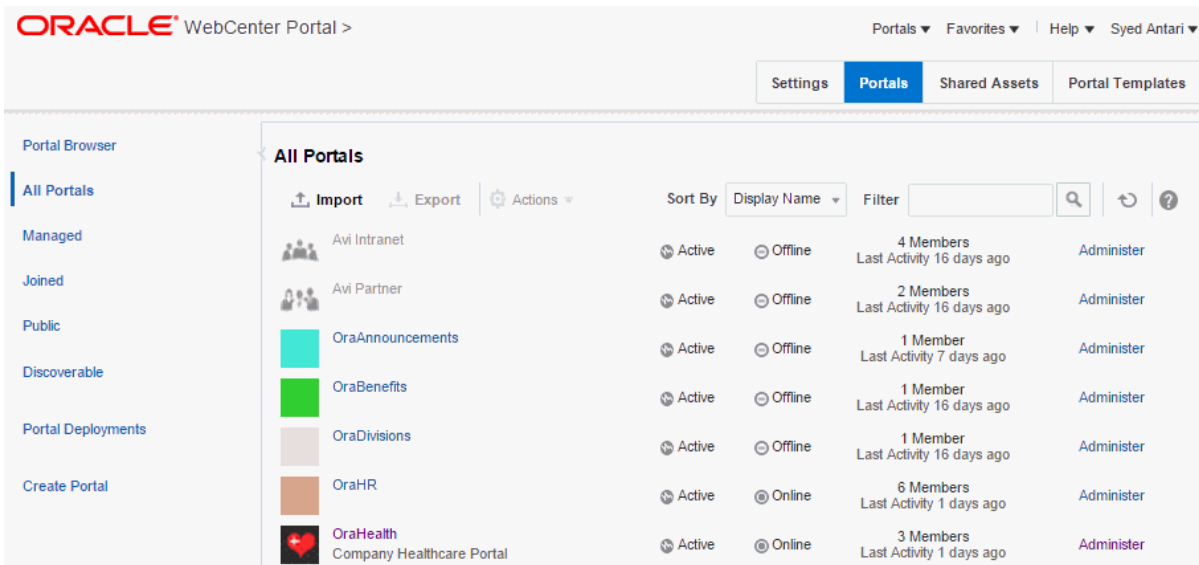 ORACLE® WebCenter Portal >
Portals Favorites Help Syed Antari
Settings Portals Shared Assets Portal Templates
Portal Browser
All Portals
Managed
Joined
Public
Discoverable
Portal Deployments
Create Portal
All Portals
Import Export Actions Sort By Display Name Filter
Avi Intranet Active Offline 4 Members Administer
Last Activity 16 days ago
Avi Partner Active Offline 2 Members Administer
Last Activity 16 days ago
OraAnnouncements Active Offline 1 Member Administer
Last Activity 7 days ago
OraBenefits Active Offline 1 Member Administer
Last Activity 16 days ago
OraDivisions Active Offline 1 Member Administer
Last Activity 16 days ago
OraHR Active Online 6 Members Administer
Last Activity 1 days ago
OraHealth Active Online 3 Members Administer
Company Healthcare Portal Last Activity 1 days ago